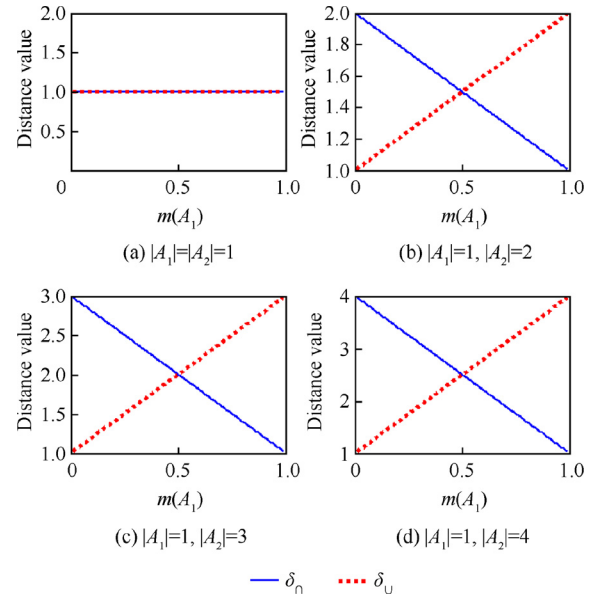 2.0
1.5
1.0
0.5
Distance value
0 0.5 1.0
m(A₁)
(a) |A₁|=|A₂|=1
2.0
1.8
1.6
1.4
1.2
1.0
Distance value
0 0.5 1.0
m(A₁)
(b) |A₁|=1, |A₂|=2
3.0
2.5
2.0
1.5
1.0
Distance value
0 0.5 1.0
m(A₁)
(c) |A₁|=1, |A₂|=3
4
3
2
1
Distance value
0 0.5 1.0
m(A₁)
(d) |A₁|=1, |A₂|=4
δ∩ δ∪